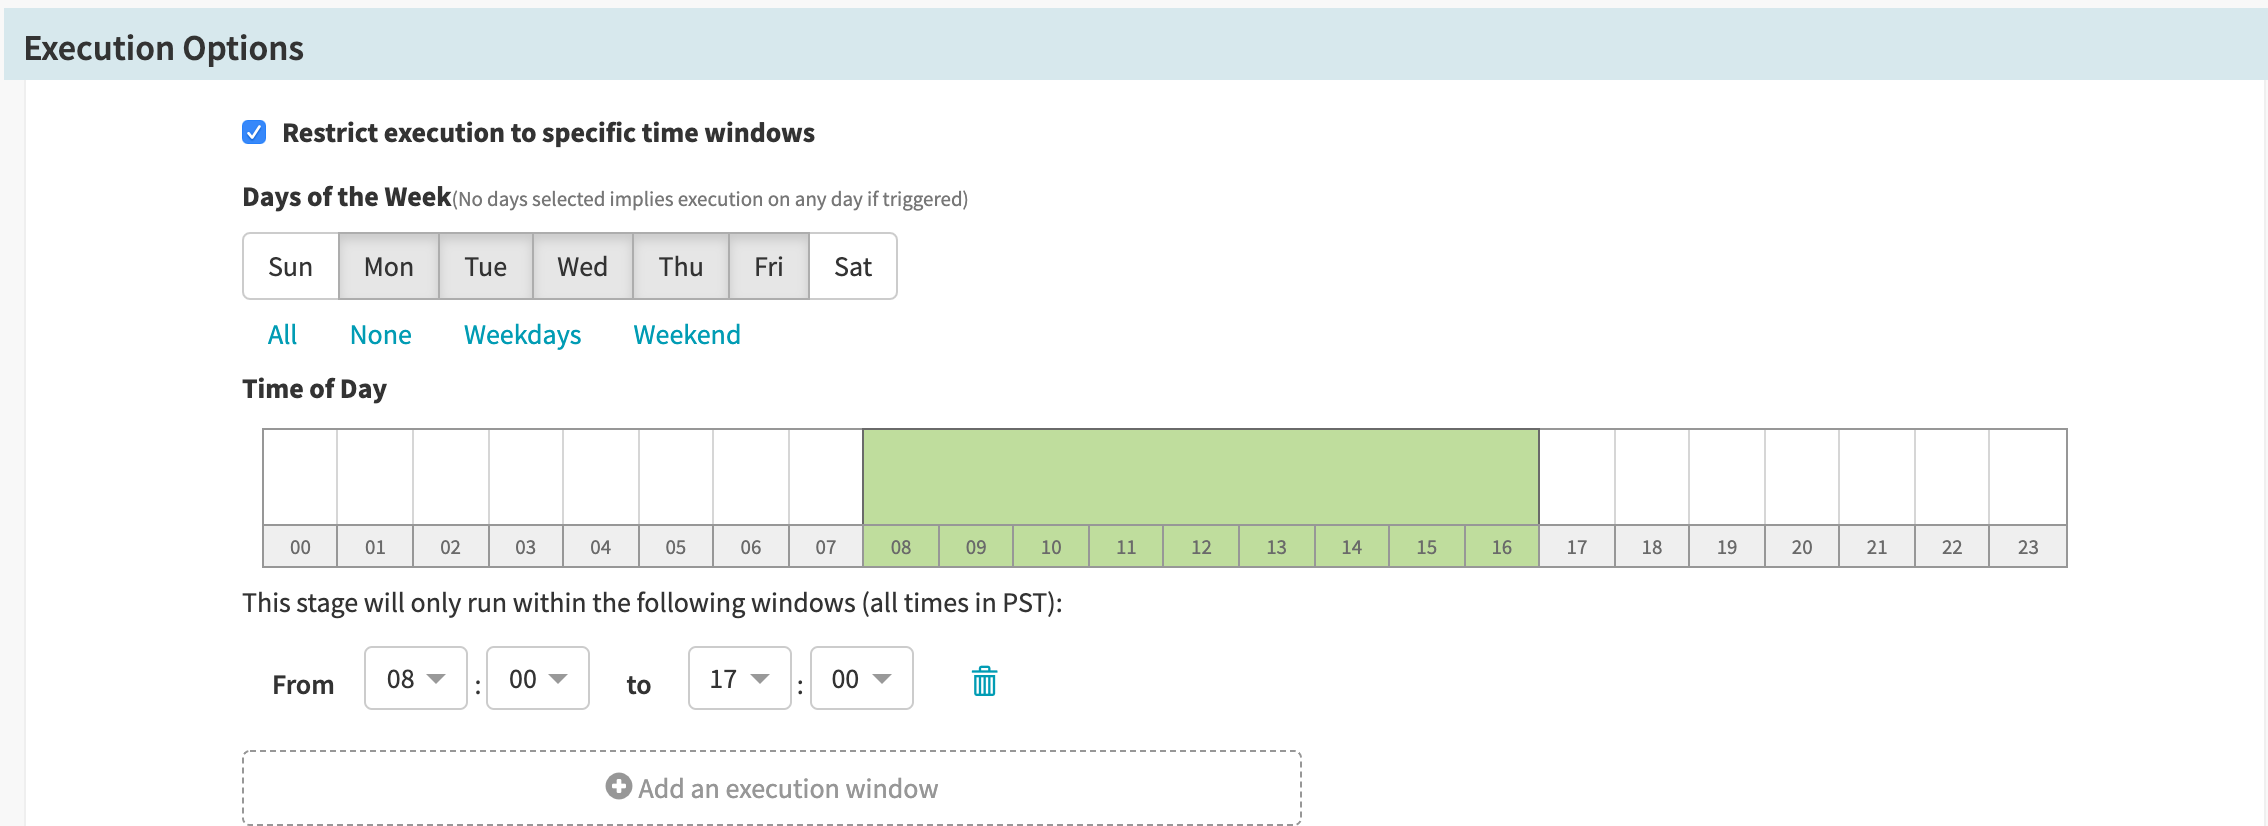 Execution Options
Restrict execution to specific time windows
Days of the Week(No days selected implies execution on any day if triggered)
Sun Mon Tue Wed Thu Fri Sat
All None Weekdays Weekend
Time of Day
00 01 02 03 04 05 06 07 08 09 10 11 12 13 14 15 16 17 18 19 20 21 22 23
This stage will only run within the following windows (all times in PST):
From 08 : 00 to 17 : 00
Add an execution window